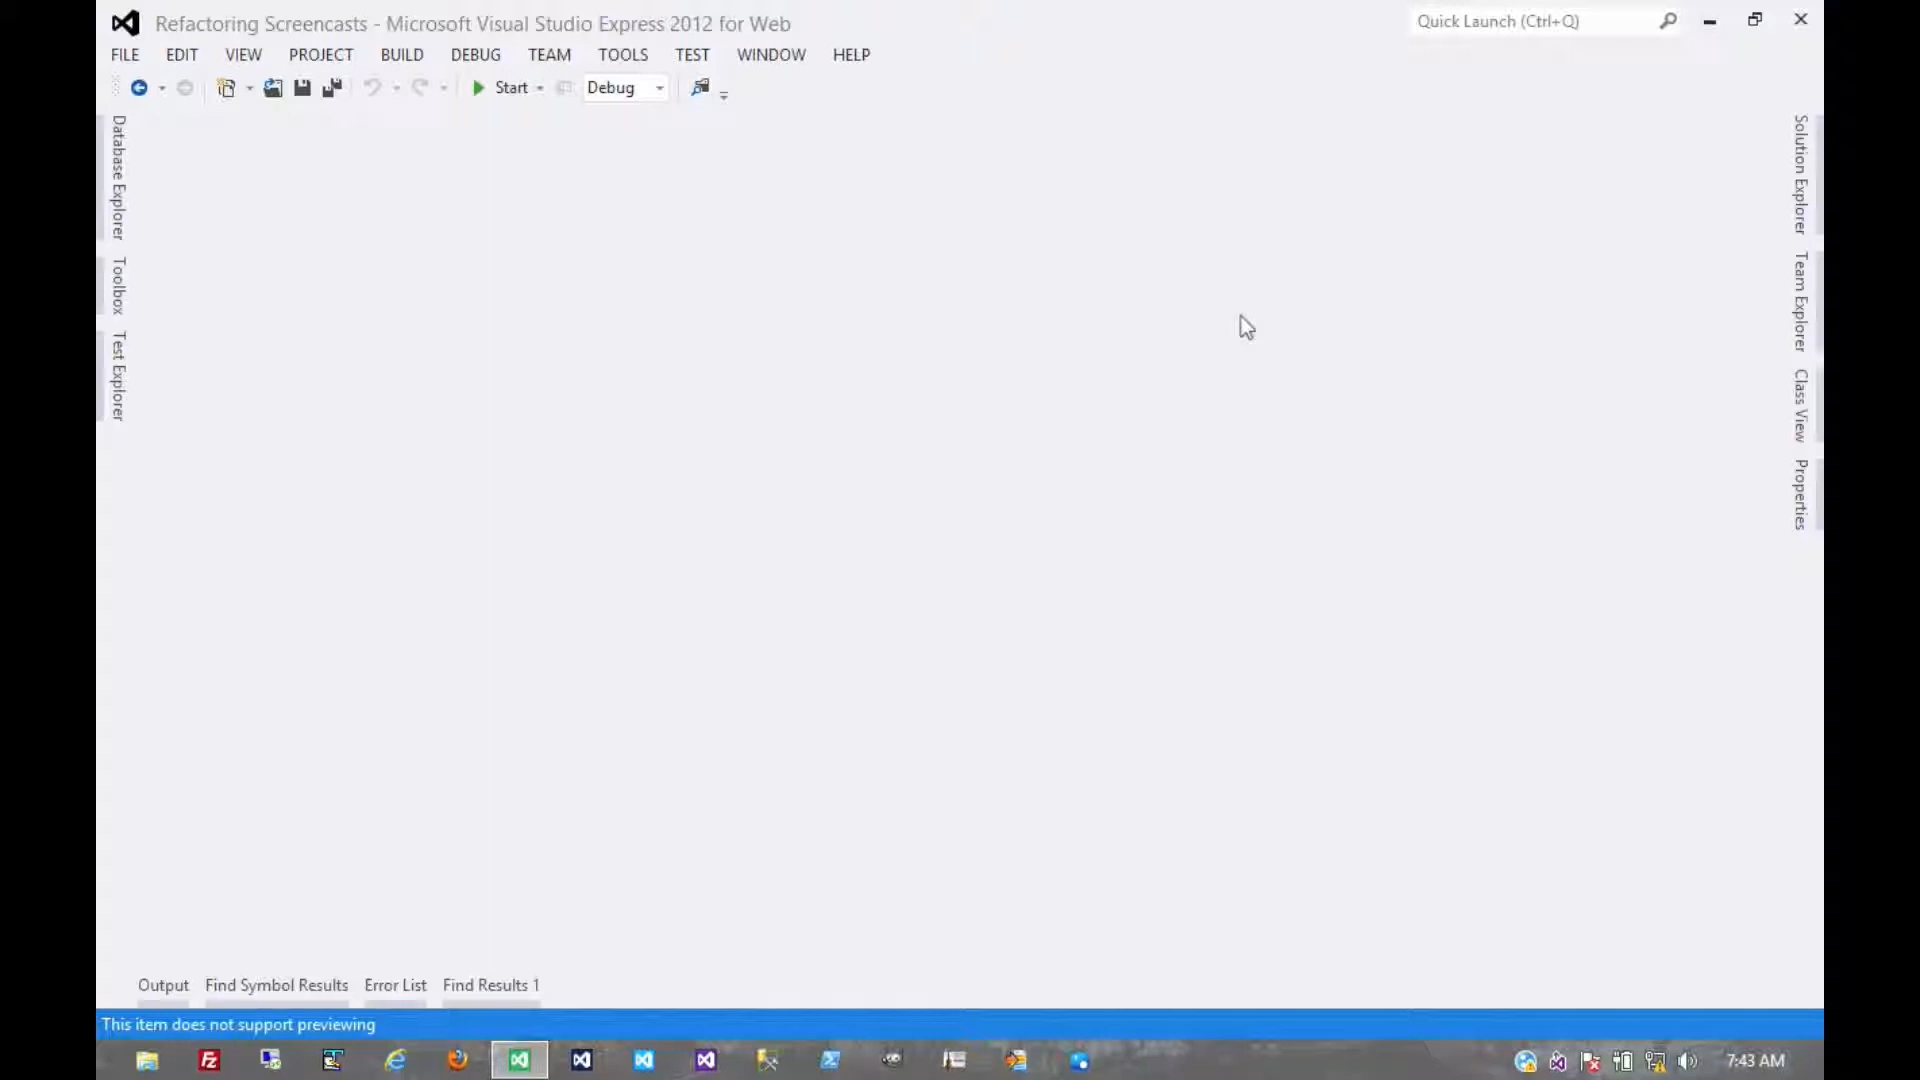 Refactoring Screencasts - Microsoft Visual Studio Express 2012 for Web
Quick Launch (Ctrl+Q)
FILE EDIT VIEW PROJECT BUILD DEBUG TEAM TOOLS TEST WINDOW HELP
Start Debug
Database Explorer
Toolbox
Test Explorer
Solution Explorer
Team Explorer
Class View
Properties
Output Find Symbol Results Error List Find Results 1
This item does not support previewing
Fz
7:43 AM